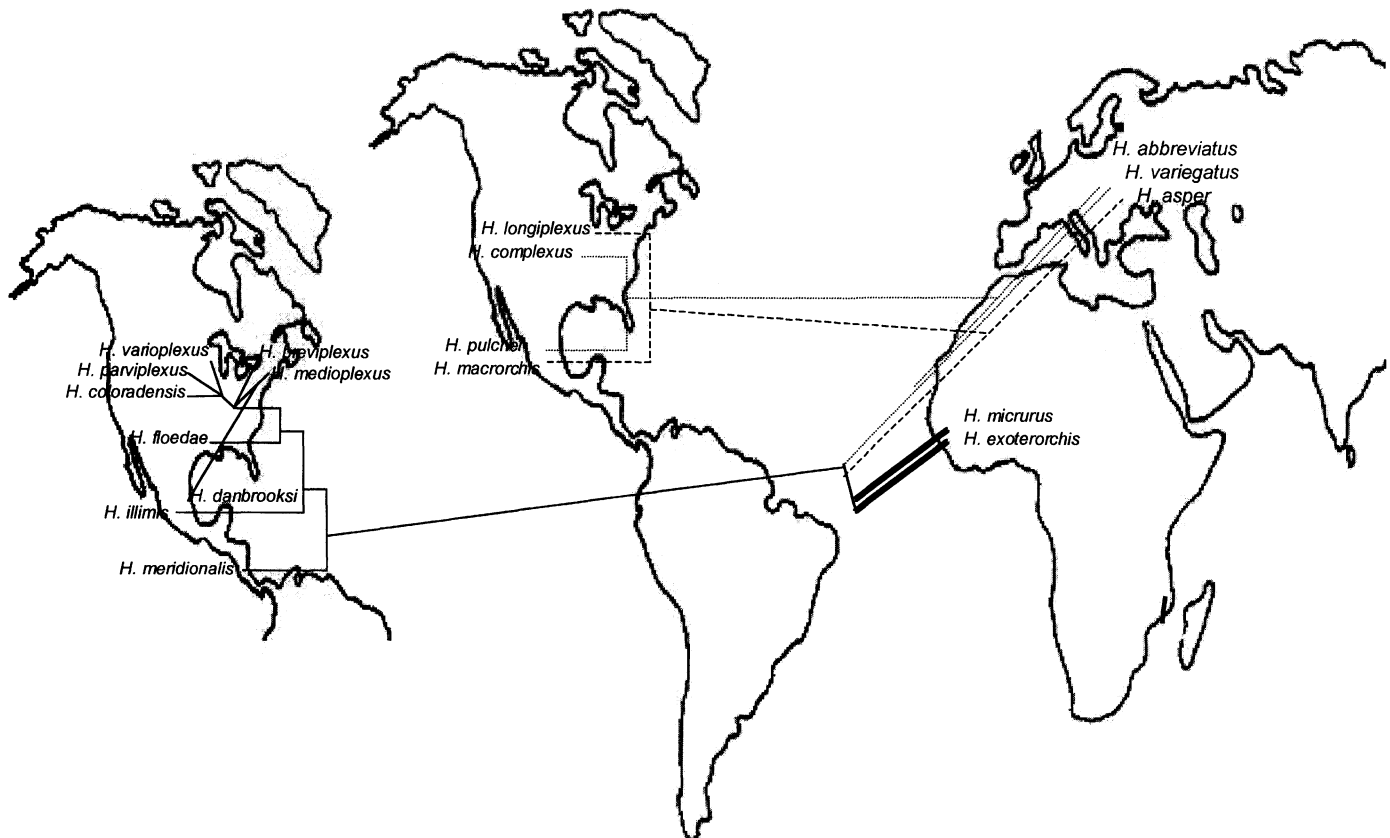 H. abbreviatus
H. variegatus
H. asper
H. longiplexus
H. complexus
H. pulcher
H. macrorchis
H. varioplexus
H. breviplexus
H. parviplexus
H. medioplexus
H. coloradensis
H. floedae
H. micrurus
H. exoterorchis
H. danbrooksi
H. illimis
H. meridionalis